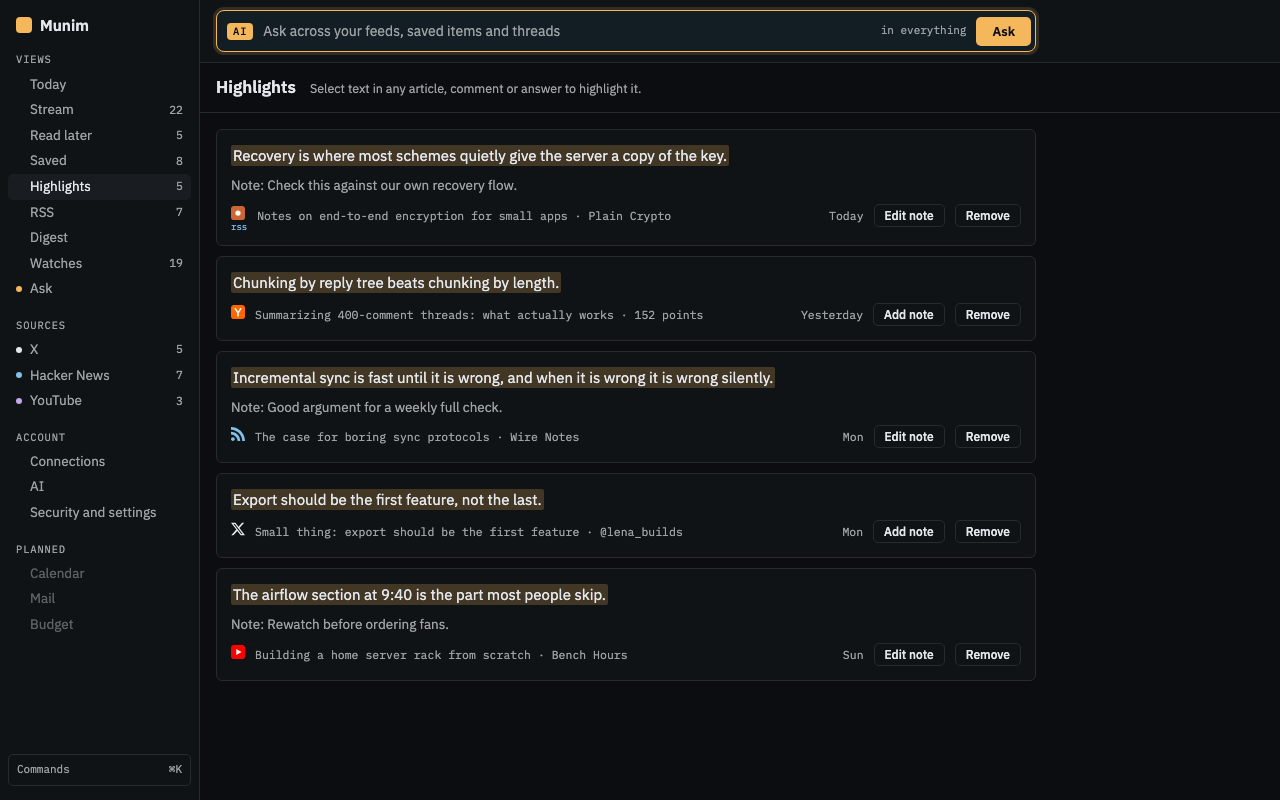 Munim
VIEWS
Today
Stream 22
Read later 5
Saved 8
Highlights 5
RSS 7
Digest
Watches 19
Ask
SOURCES
X 5
Hacker News 7
YouTube 3
ACCOUNT
Connections
AI
Security and settings
PLANNED
Calendar
Mail
Budget
Commands ⌘K
AI Ask across your feeds, saved items and threads in everything Ask
Highlights Select text in any article, comment or answer to highlight it.
Recovery is where most schemes quietly give the server a copy of the key.
Note: Check this against our own recovery flow.
Notes on end-to-end encryption for small apps · Plain Crypto Today Edit note Remove
rss
Chunking by reply tree beats chunking by length.
Y Summarizing 400-comment threads: what actually works · 152 points Yesterday Add note Remove
Incremental sync is fast until it is wrong, and when it is wrong it is wrong silently.
Note: Good argument for a weekly full check.
The case for boring sync protocols · Wire Notes Mon Edit note Remove
Export should be the first feature, not the last.
X Small thing: export should be the first feature · @lena_builds Mon Add note Remove
The airflow section at 9:40 is the part most people skip.
Note: Rewatch before ordering fans.
Building a home server rack from scratch · Bench Hours Sun Edit note Remove